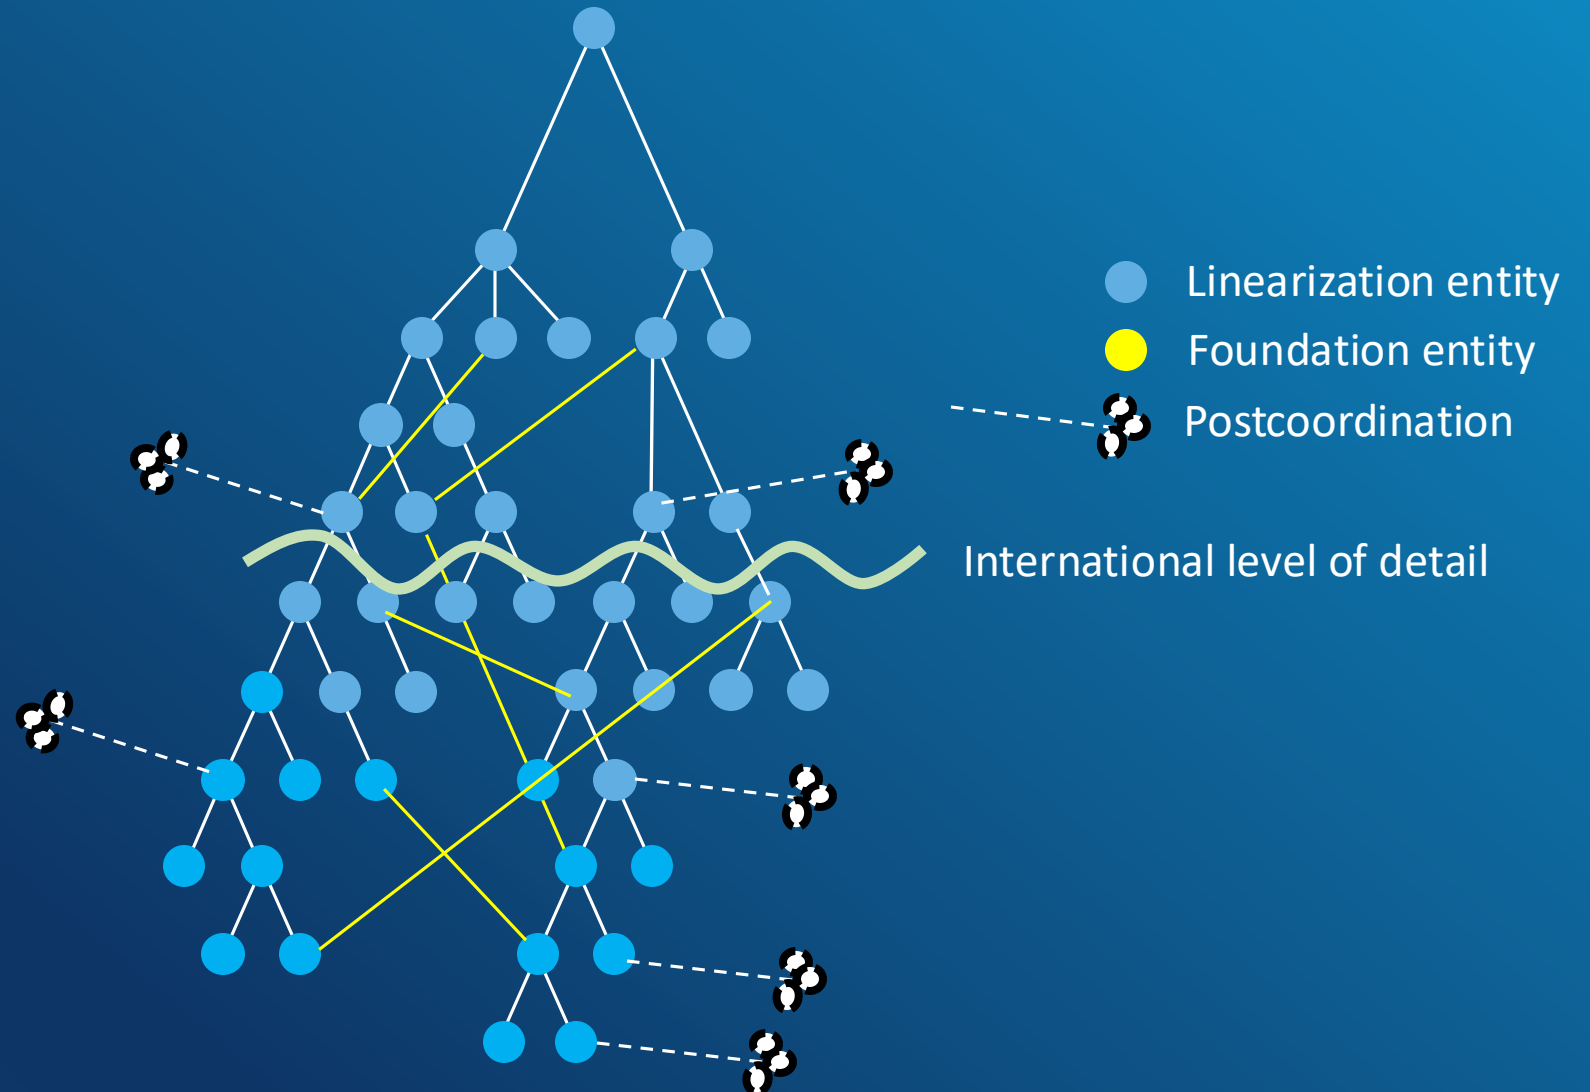 Linearization entity
Foundation entity
Postcoordination
International level of detail